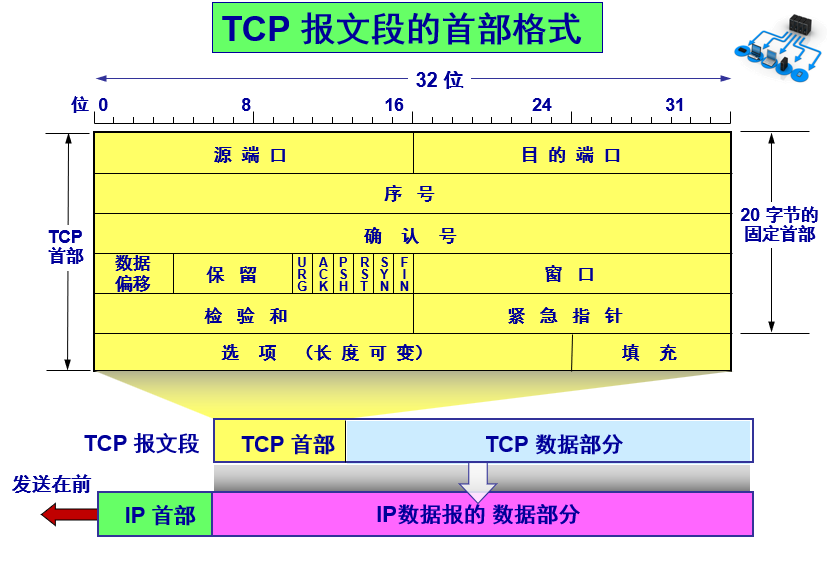 TCP 报文段的首部格式
32 位
位 0 8 16 24 31
源 端 口
目 的 端 口
序 号
TCP
首部
20 字节的
固定首部
确 认 号
数据
偏移
保 留
URG
ACK
PSH
RST
SYN
FIN
窗 口
检 验 和
紧 急 指 针
选 项 （长 度 可 变）
填 充
TCP 报文段
TCP 首部
TCP 数据部分
发送在前
IP 首部
IP数据报的 数据部分